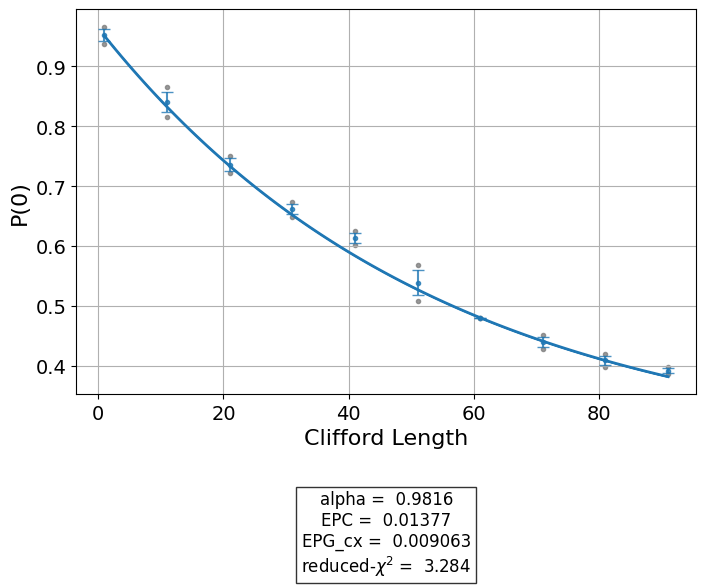 0.9
0.8
0.7
0.6
0.5
0.4
P(0)
0 20 40 60 80
Clifford Length
alpha = 0.9816
EPC = 0.01377
EPG_cx = 0.009063
reduced-χ² = 3.284